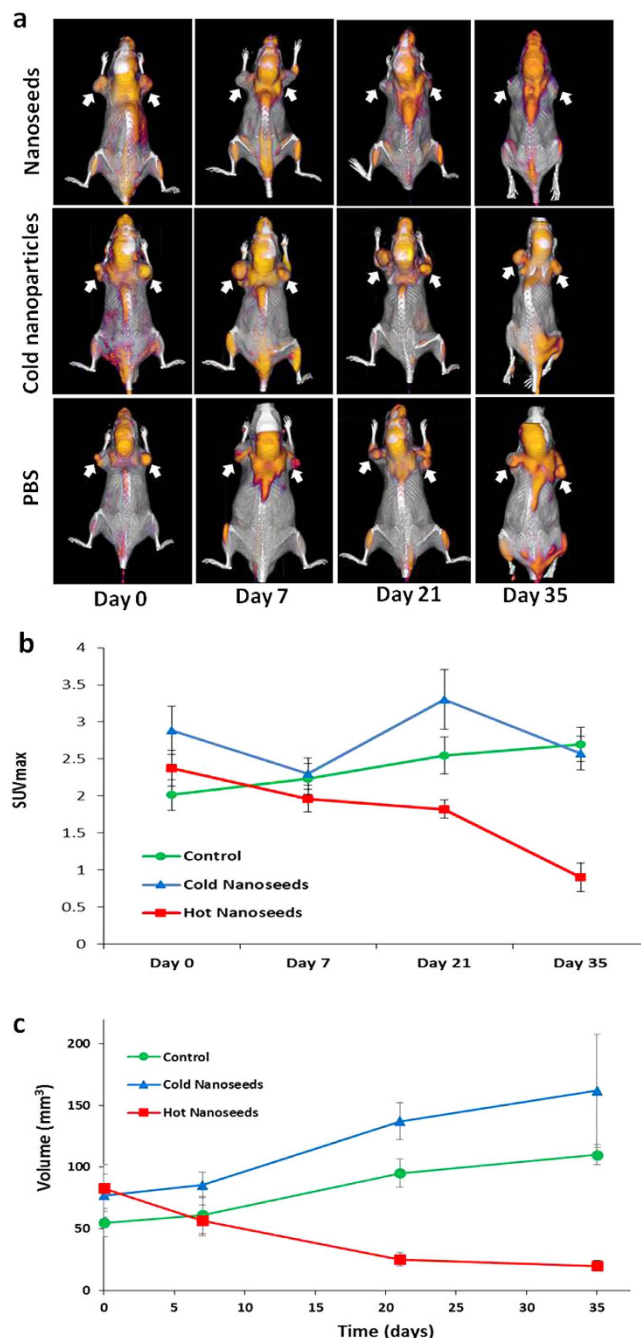 a
Nanoseeds
Cold nanoparticles
PBS
Day 0
Day 7
Day 21
Day 35
b
4
3.5
3
2.5
2
1.5
1
0.5
0
SUVmax
Control
Cold Nanoseeds
Hot Nanoseeds
Day 0
Day 7
Day 21
Day 35
c
200
150
100
50
0
Volume (mm³)
Control
Cold Nanoseeds
Hot Nanoseeds
0
5
10
15
20
25
30
35
Time (days)